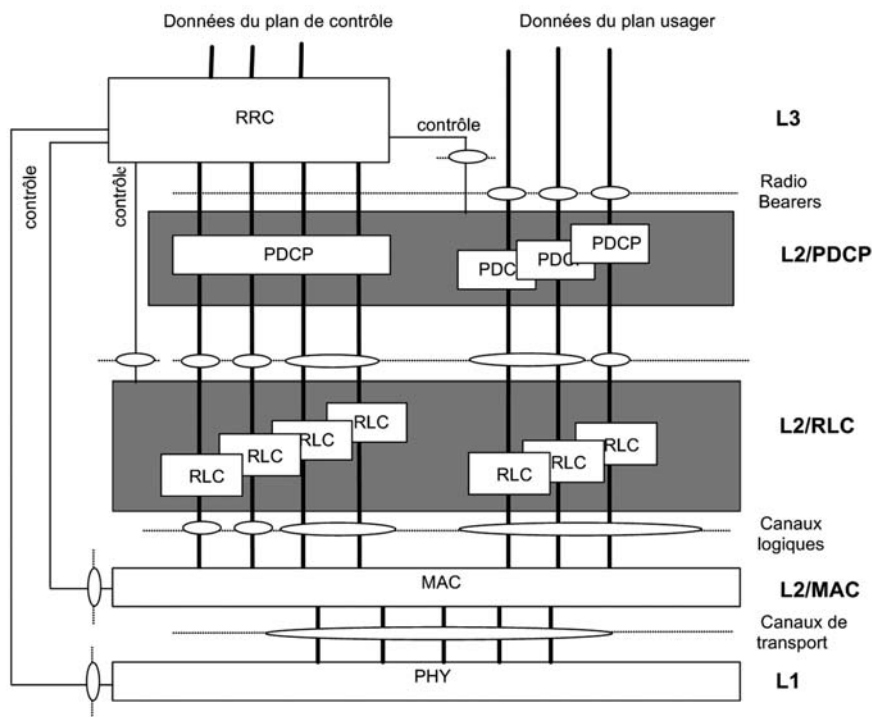 Données du plan de contrôle
Données du plan usager
RRC
contrôle
L3
contrôle
contrôle
Radio
Bearers
PDCP
PDCP
L2/PDCP
RLC
RLC
RLC
RLC
RLC
RLC
RLC
L2/RLC
Canaux
logiques
MAC
L2/MAC
Canaux de
transport
PHY
L1